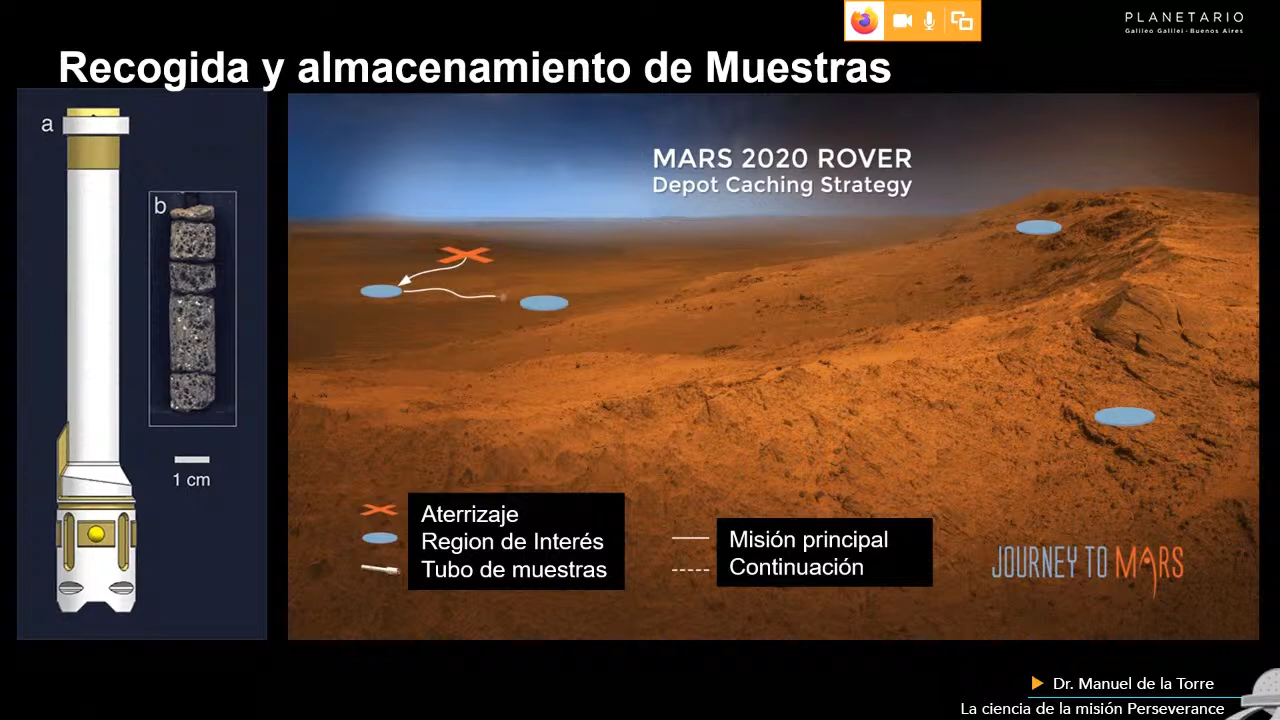 PLANETARIO
Galileo Galilei - Buenos Aires
Recogida y almacenamiento de Muestras
a
b
1 cm
MARS 2020 ROVER
Depot Caching Strategy
Aterrizaje
Region de Interés
Tubo de muestras
Misión principal
Continuación
JOURNEY TO MARS
Dr. Manuel de la Torre
La ciencia de la misión Perseverance